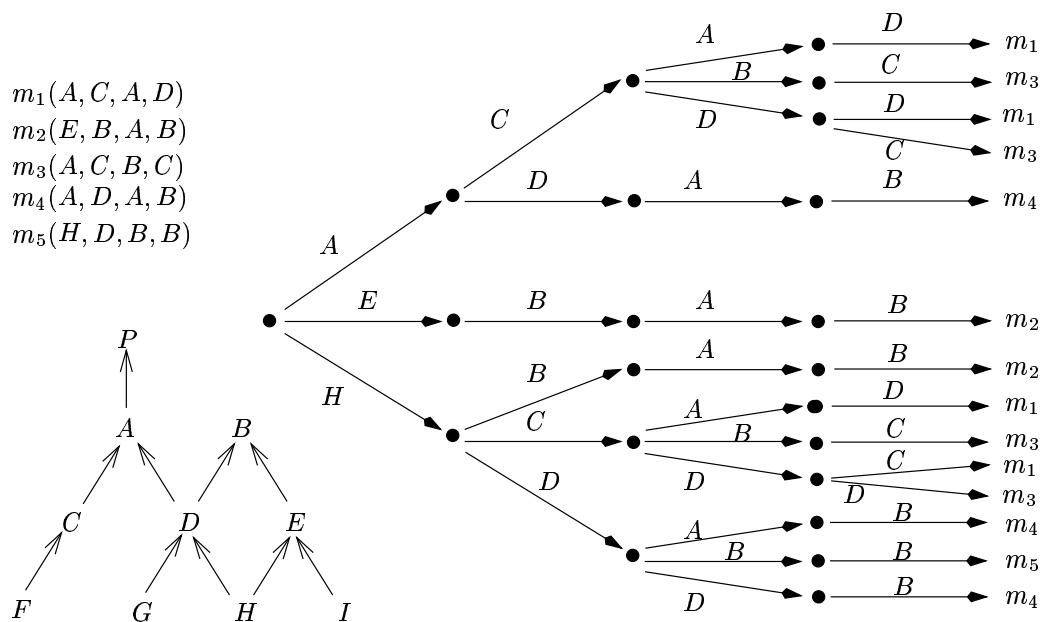 m₁(A, C, A, D)
m₂(E, B, A, B)
m₃(A, C, B, C)
m₄(A, D, A, B)
m₅(H, D, B, B)
P
A B
C D E
F G H I
A
E
H
C
D
B
B
C
D
A
B
D
A
A
A
A
B
D
A
B
D
D
C
D
C
B
B
B
D
C
C
D
B
B
B
m₁
m₃
m₁
m₃
m₄
m₂
m₂
m₁
m₃
m₁
m₃
m₄
m₅
m₄